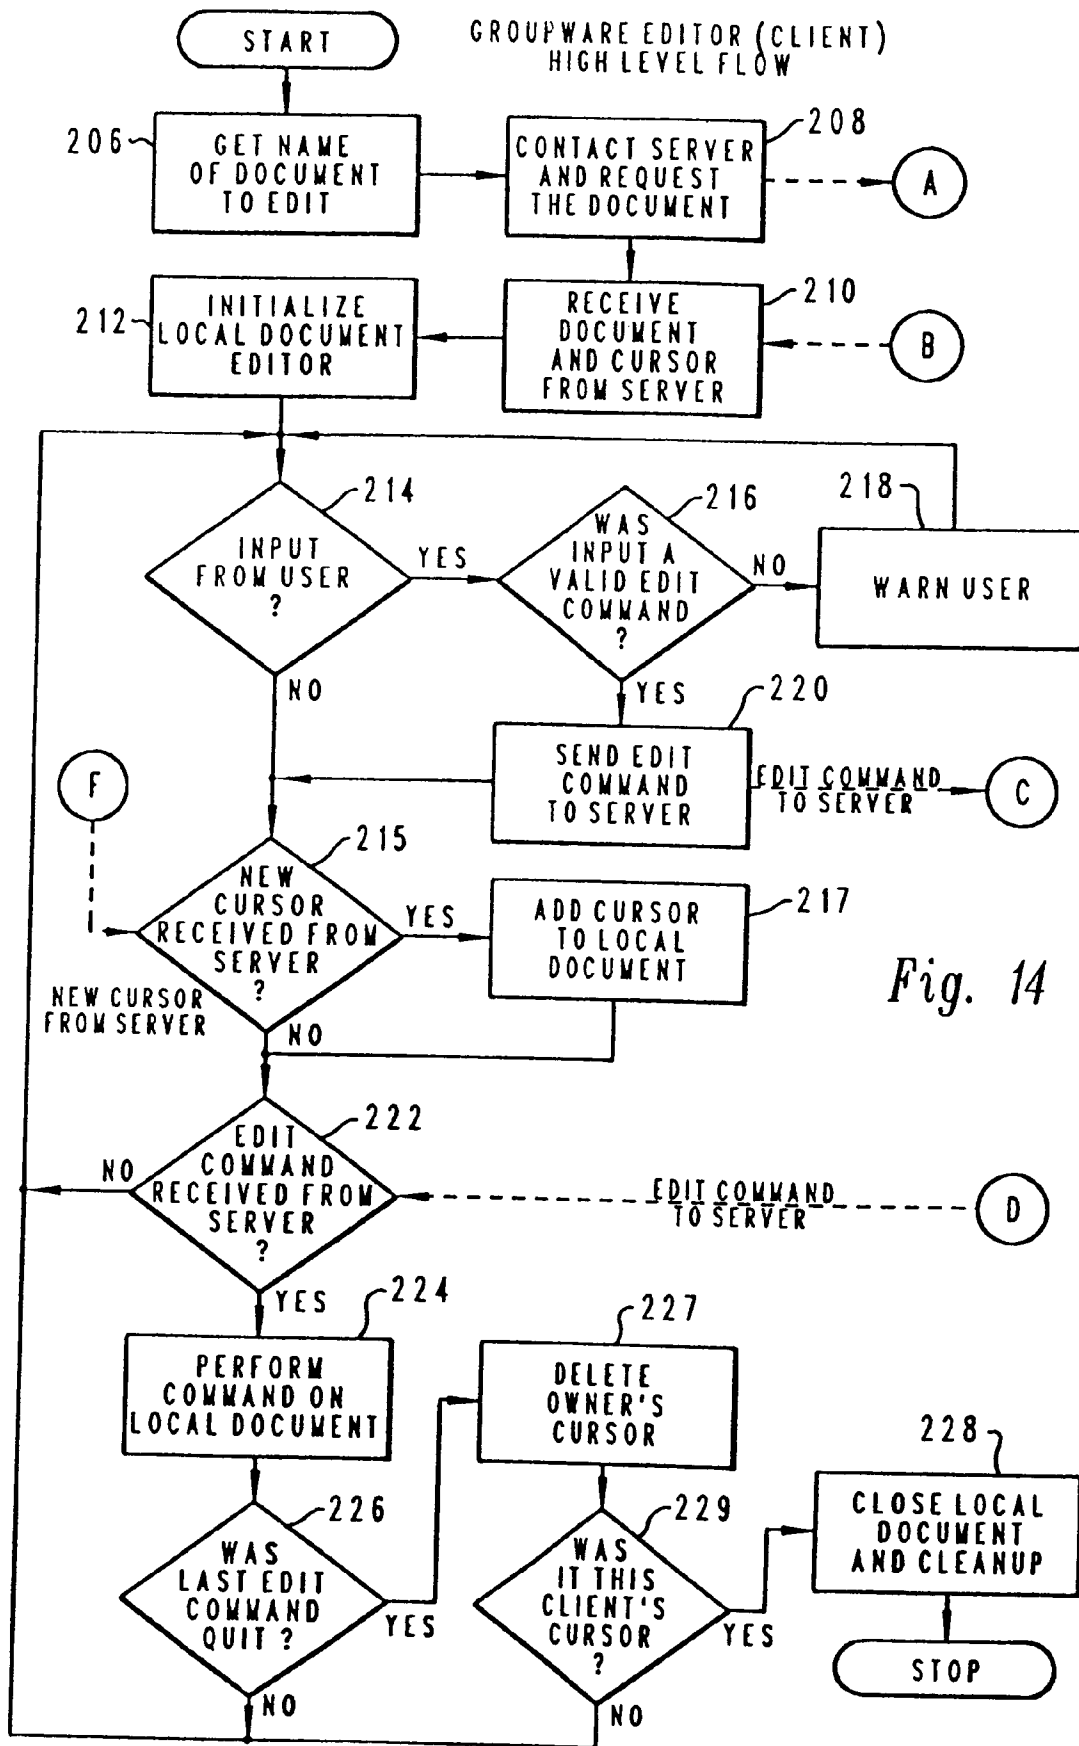 START
GROUPWARE EDITOR (CLIENT)
HIGH LEVEL FLOW
206
GET NAME
OF DOCUMENT
TO EDIT
208
CONTACT SERVER
AND REQUEST
THE DOCUMENT
A
212
INITIALIZE
LOCAL DOCUMENT
EDITOR
210
RECEIVE
DOCUMENT
AND CURSOR
FROM SERVER
B
214
INPUT
FROM USER
?
YES
NO
216
WAS
INPUT A
VALID EDIT
COMMAND
?
NO
YES
218
WARN USER
220
SEND EDIT
COMMAND
TO SERVER
EDIT COMMAND
TO SERVER
C
F
215
NEW
CURSOR
RECEIVED FROM
SERVER
?
YES
NO
NEW CURSOR
FROM SERVER
217
ADD CURSOR
TO LOCAL
DOCUMENT
Fig. 14
222
EDIT
COMMAND
RECEIVED FROM
SERVER
?
NO
YES
EDIT COMMAND
TO SERVER
D
224
PERFORM
COMMAND ON
LOCAL DOCUMENT
227
DELETE
OWNER'S
CURSOR
226
WAS
LAST EDIT
COMMAND
QUIT ?
YES
NO
229
WAS
IT THIS
CLIENT'S
CURSOR
?
YES
NO
228
CLOSE LOCAL
DOCUMENT
AND CLEANUP
STOP